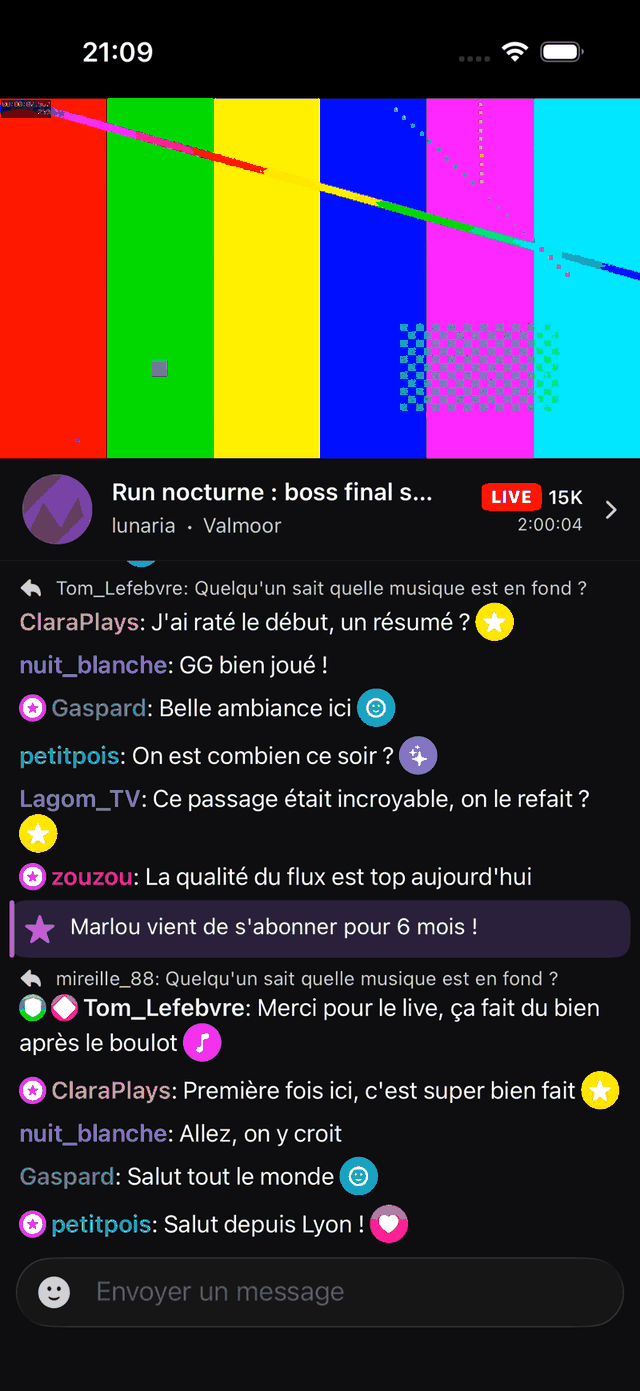 21:09
Run nocturne : boss final s...
LIVE 15K
lunaria • Valmoor
2:00:04
Tom_Lefebvre: Quelqu'un sait quelle musique est en fond ?
ClaraPlays: J'ai raté le début, un résumé ?
nuit_blanche: GG bien joué !
Gaspard: Belle ambiance ici
petitpois: On est combien ce soir ?
Lagom_TV: Ce passage était incroyable, on le refait ?
zouzou: La qualité du flux est top aujourd'hui
Marlou vient de s'abonner pour 6 mois !
mireille_88: Quelqu'un sait quelle musique est en fond ?
Tom_Lefebvre: Merci pour le live, ça fait du bien
après le boulot
ClaraPlays: Première fois ici, c'est super bien fait
nuit_blanche: Allez, on y croit
Gaspard: Salut tout le monde
petitpois: Salut depuis Lyon !
Envoyer un message